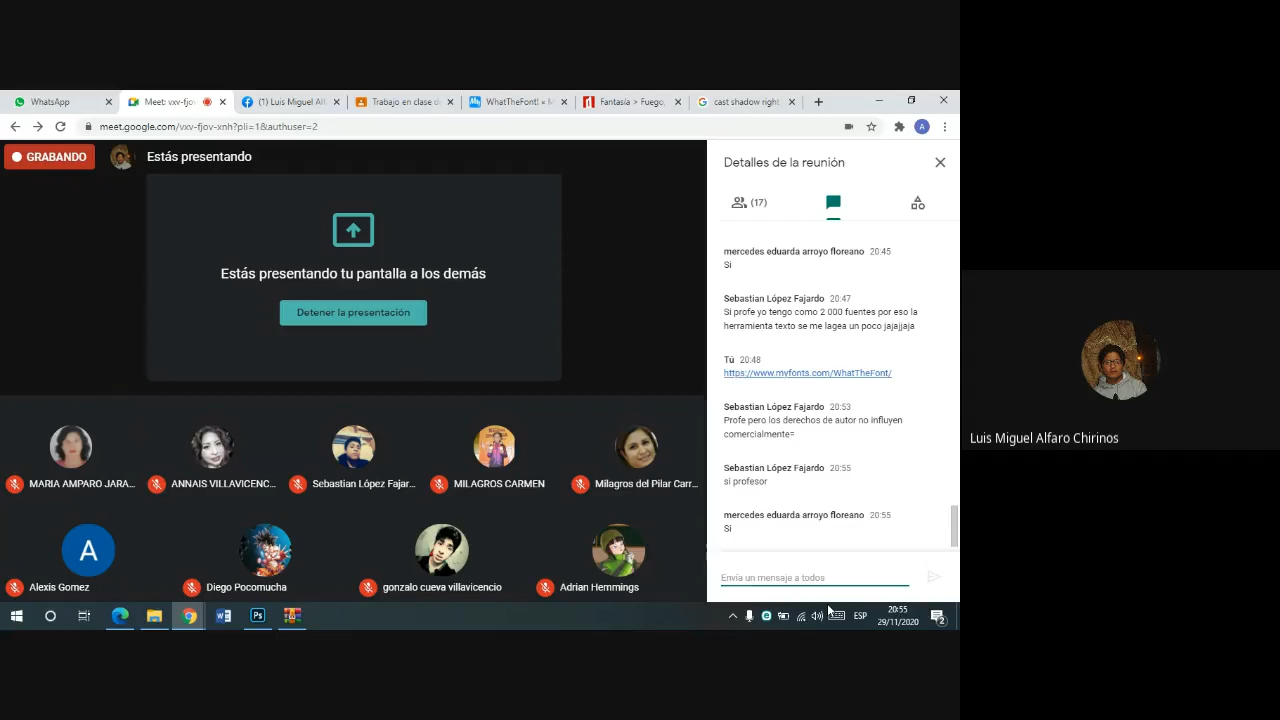 WhatsApp
Meet: vxv-fjov
(1) Luis Miguel Alf
Trabajo en clase d
WhatTheFont! « M
Fantasía > Fuego,
cast shadow right
meet.google.com/vxv-fjov-xnh?pli=1&authuser=2
GRABANDO
Estás presentando
Estás presentando tu pantalla a los demás
Detener la presentación
Detalles de la reunión
(17)
mercedes eduarda arroyo floreano 20:45
Si
Sebastian López Fajardo 20:47
Si profe yo tengo como 2 000 fuentes por eso la
herramienta texto se me lagea un poco jajajjaja
Tú 20:48
https://www.myfonts.com/WhatTheFont/
Sebastian López Fajardo 20:53
Profe pero los derechos de autor no influyen
comercialmente=
Sebastian López Fajardo 20:55
si profesor
mercedes eduarda arroyo floreano 20:55
Si
Envía un mensaje a todos
MARIA AMPARO JARA...
ANNAIS VILLAVICENC...
Sebastian López Fajar...
MILAGROS CARMEN
Milagros del Pilar Carr...
A
Alexis Gomez
Diego Pocomucha
gonzalo cueva villavicencio
Adrian Hemmings
Luis Miguel Alfaro Chirinos
ESP
20:55
29/11/2020
2